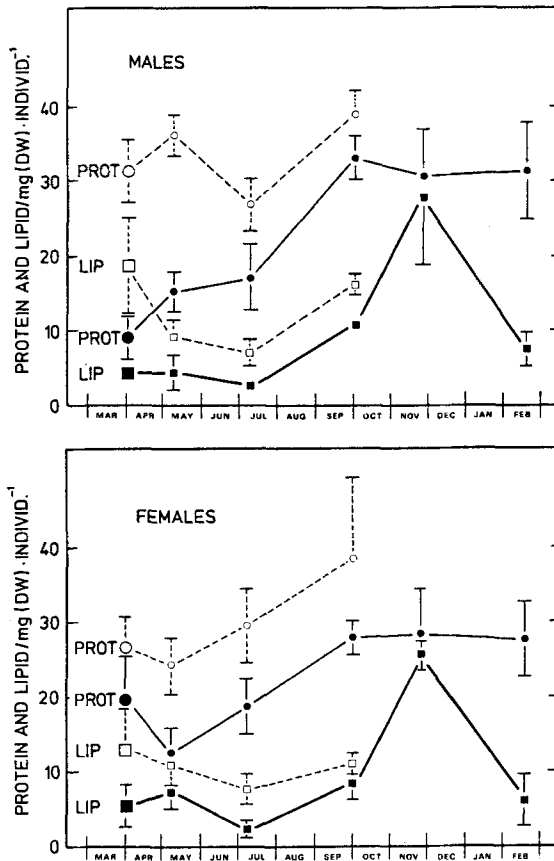 MALES
PROTEIN AND LIPID/mg (DW) · INDIVID.⁻¹
40
30
20
10
0
PROT
LIP
PROT
LIP
MAR APR MAY JUN JUL AUG SEP OCT NOV DEC JAN FEB
FEMALES
PROTEIN AND LIPID/mg (DW) · INDIVID.⁻¹
40
30
20
10
0
PROT
PROT
LIP
LIP
MAR APR MAY JUN JUL AUG SEP OCT NOV DEC JAN FEB